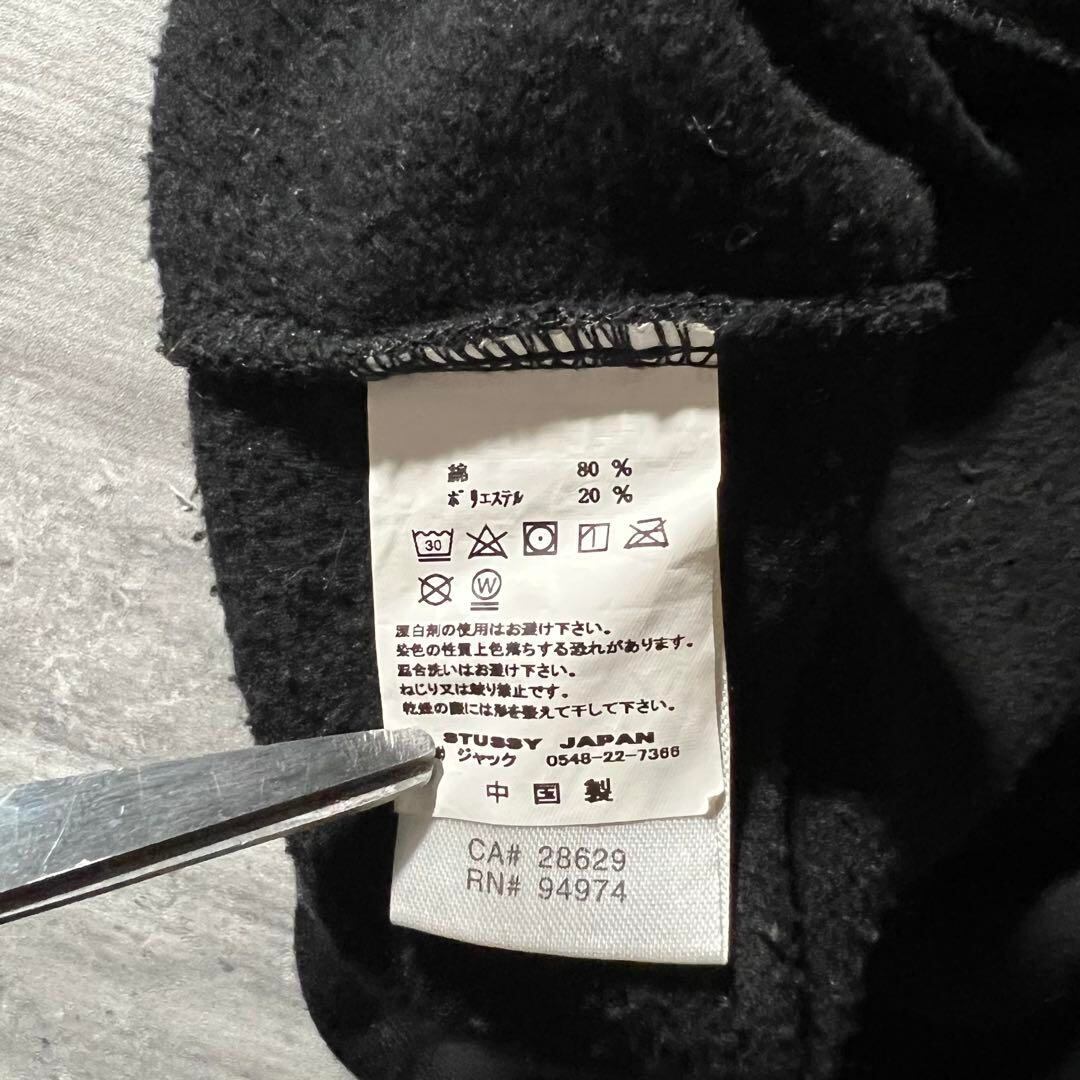 綿 80 %
ポリエステル 20 %
30
W
漂白剤の使用はお避け下さい。
染色の性質上色落ちする恐れがあります。
混合洗いはお避け下さい。
ねじり又は絞り禁止です。
乾燥の際には形を整えて干して下さい。
STUSSY JAPAN
ジャック 0548-22-7366
中国製
CA# 28629
RN# 94974